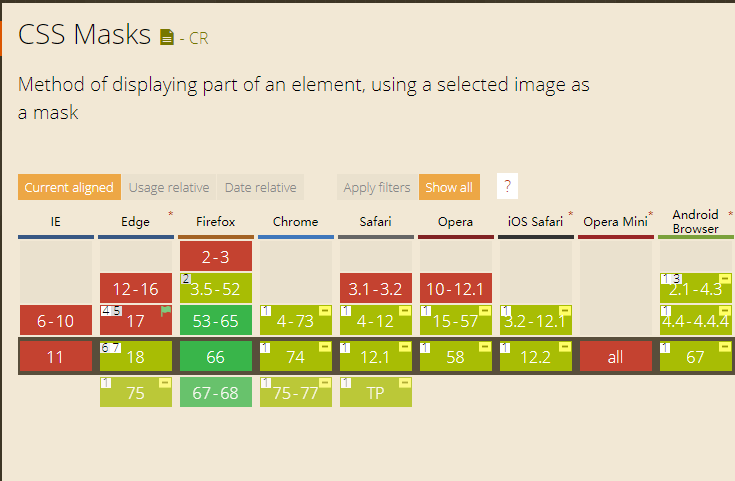 CSS Masks - CR
Method of displaying part of an element, using a selected image as
a mask
Current aligned Usage relative Date relative Apply filters Show all ?
IE Edge * Firefox Chrome Safari Opera iOS Safari * Opera Mini * Android Browser *
2-3
12-16 2 3.5-52 3.1-3.2 10-12.1 1 3 2.1-4.3
6-10 4 5 17 53-65 1 4-73 1 4-12 1 15-57 1 3.2-12.1 1 4.4-4.4.4
11 6 7 18 66 1 74 1 12.1 1 58 1 12.2 all 1 67
1 75 67-68 1 75-77 1 TP